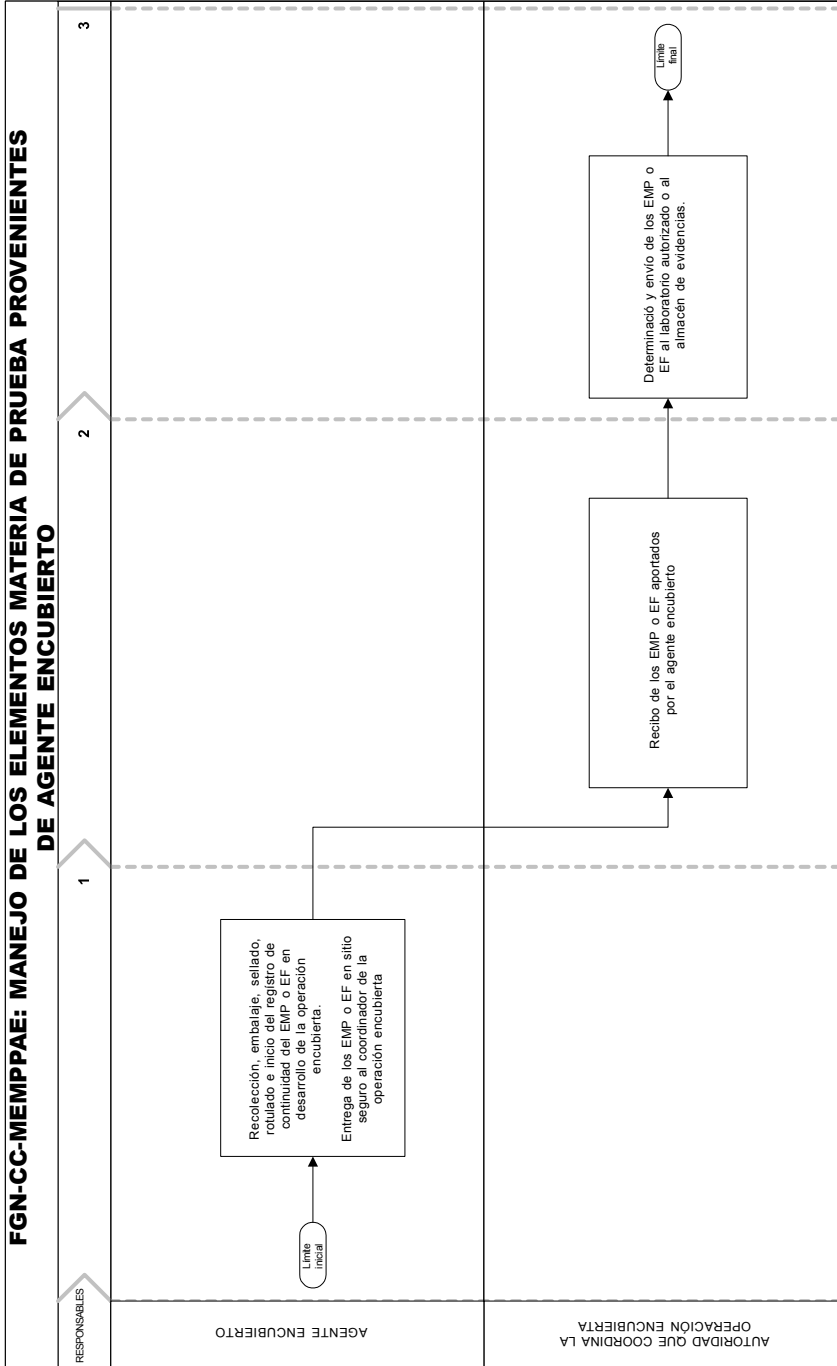 FGN-CC-MEMPPAE: MANEJO DE LOS ELEMENTOS MATERIA DE PRUEBA PROVENIENTES
DE AGENTE ENCUBIERTO
RESPONSABLES
1
2
3
AGENTE ENCUBIERTO
Límite
inicial
Recolección, embalaje, sellado,
rotulado e inicio del registro de
continuidad del EMP o EF en
desarrollo de la operación
encubierta.
Entrega de los EMP o EF en sitio
seguro al coordinador de la
operación encubierta
AUTORIDAD QUE COORDINA LA
OPERACIÓN ENCUBIERTA
Recibo de los EMP o EF aportados
por el agente encubierto
Determinació y envío de los EMP o
EF al laboratorio autorizado o al
almacén de evidencias.
Límite
final